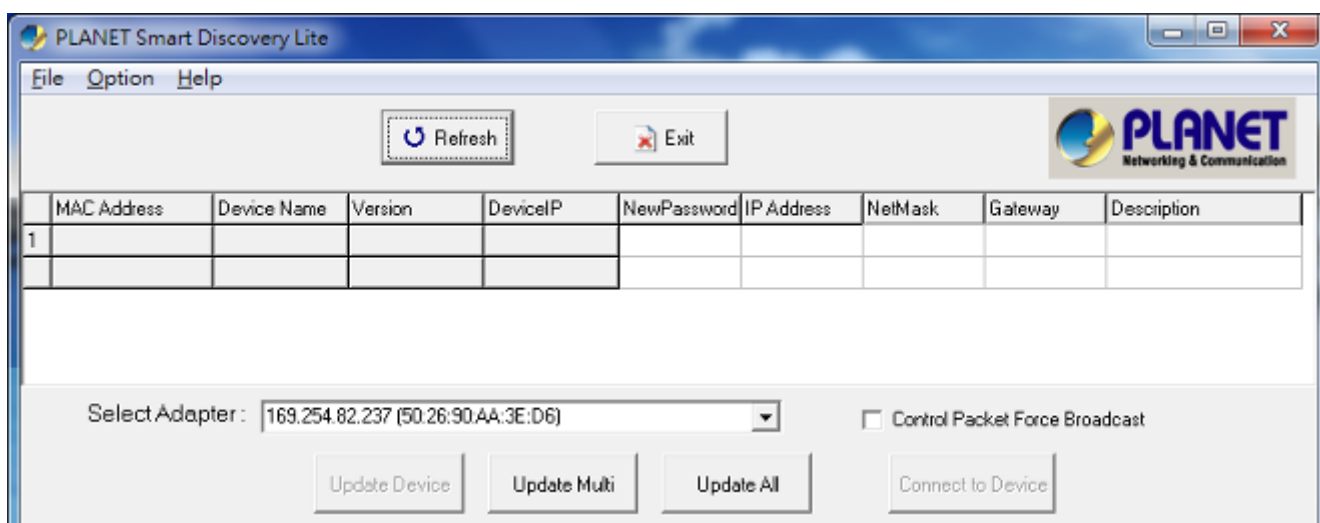 PLANET Smart Discovery Lite
File Option Help
Refresh Exit
PLANET
Networking & Communication
MAC Address Device Name Version DeviceIP NewPassword IP Address NetMask Gateway Description
1
Select Adapter : 169.254.82.237 (50:26:90:AA:3E:D6) Control Packet Force Broadcast
Update Device Update Multi Update All Connect to Device